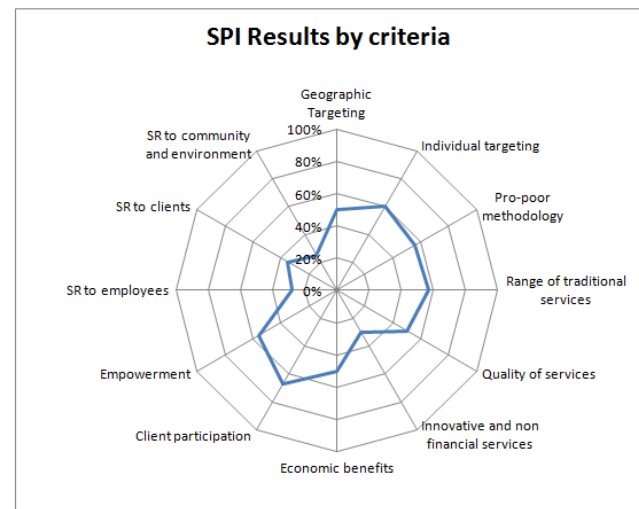 SPI Results by criteria
Geographic
Targeting
100%
80%
60%
40%
20%
0%
Individual targeting
Pro-poor
methodology
Range of traditional
services
Quality of services
Innovative and non
financial services
Economic benefits
Client participation
Empowerment
SR to employees
SR to clients
SR to community
and environment